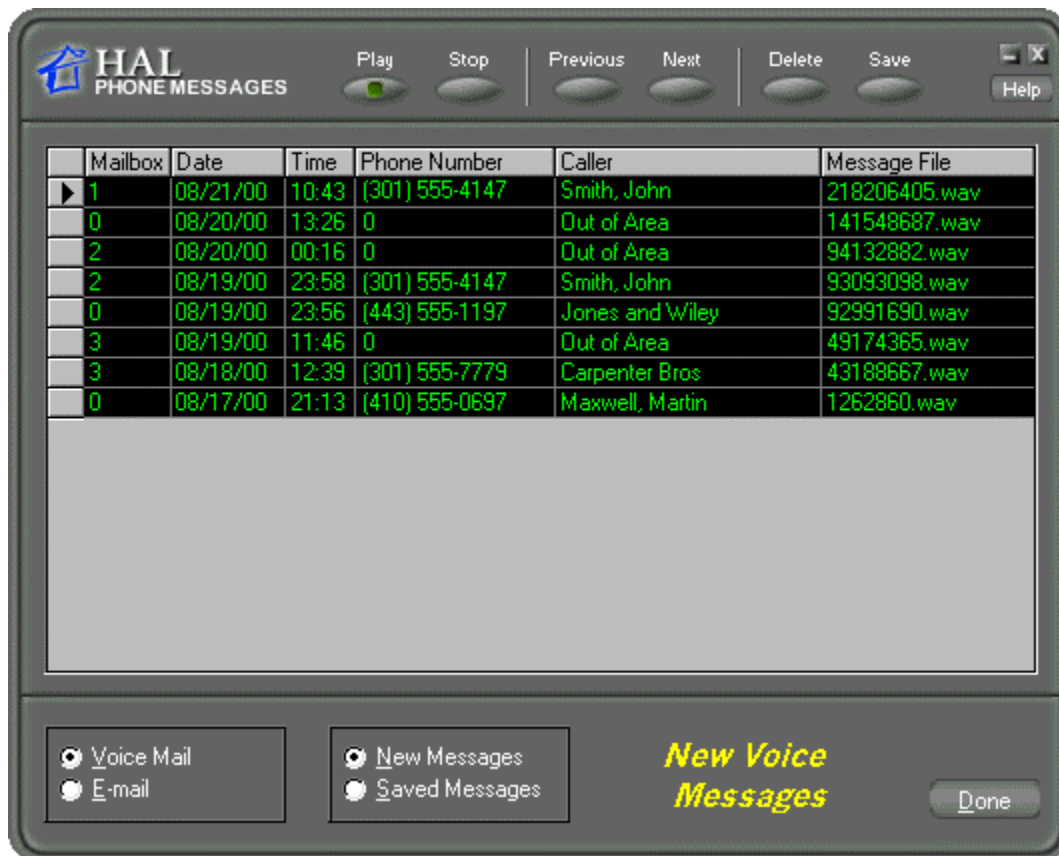 HAL
PHONE MESSAGES
Play Stop Previous Next Delete Save
X
Help
Mailbox Date Time Phone Number Caller Message File
1 08/21/00 10:43 (301) 555-4147 Smith, John 218206405.wav
0 08/20/00 13:26 0 Out of Area 141548687.wav
2 08/20/00 00:16 0 Out of Area 94132882.wav
2 08/19/00 23:58 (301) 555-4147 Smith, John 93093098.wav
0 08/19/00 23:56 (443) 555-1197 Jones and Wiley 92991690.wav
3 08/19/00 11:46 0 Out of Area 49174365.wav
3 08/18/00 12:39 (301) 555-7779 Carpenter Bros 43188667.wav
0 08/17/00 21:13 (410) 555-0697 Maxwell, Martin 1262860.wav
Voice Mail
E-mail
New Messages
Saved Messages
New Voice
Messages
Done